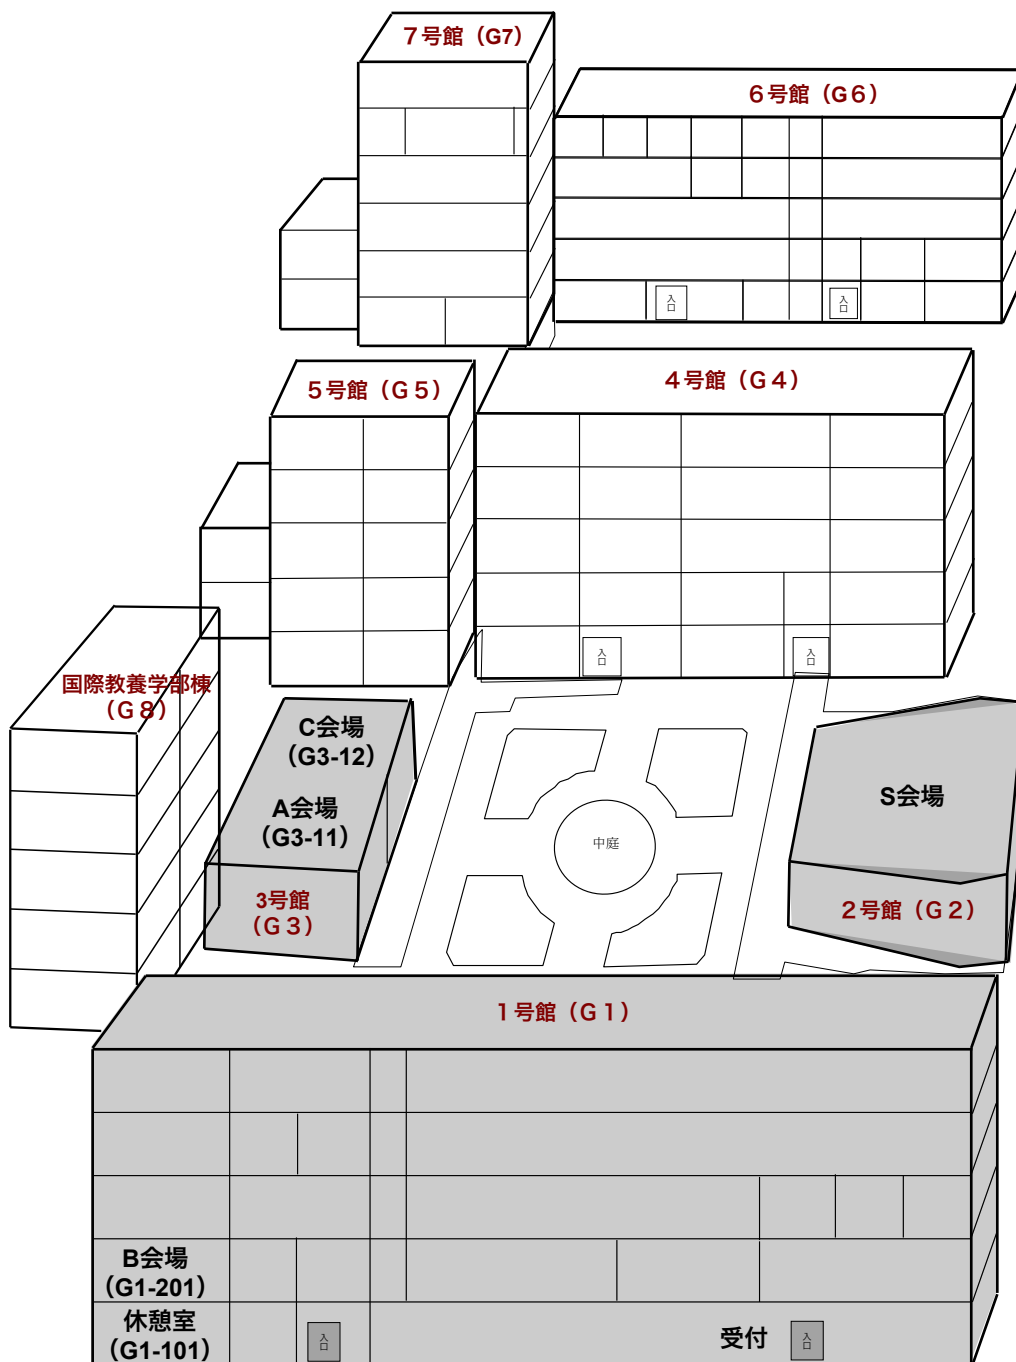 ７号館（G7）
６号館（G６）
入口
入口
５号館（G５）
４号館（G４）
入口
入口
国際教養学部棟
（G８）
C会場
（G3-12）
A会場
（G3-11）
3号館
（G３）
中庭
S会場
２号館（G２）
１号館（G１）
B会場
（G1-201）
休憩室
（G1-101）
入口
受付
入口